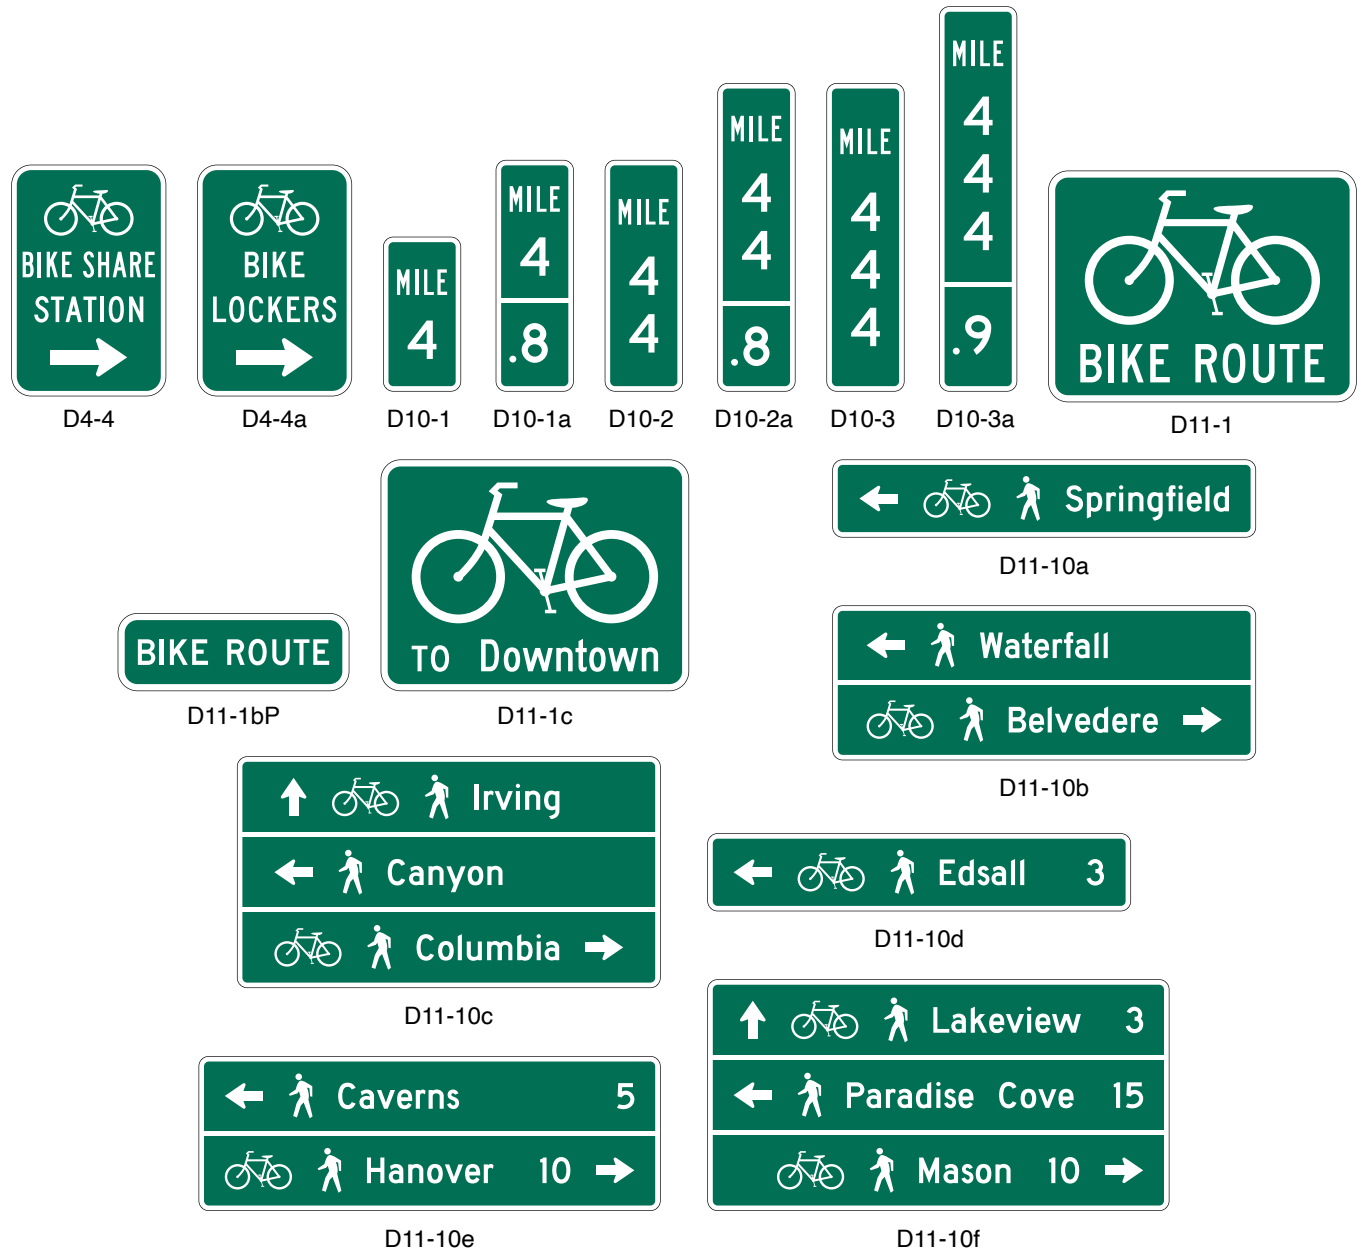 BIKE SHARE
STATION
D4-4
BIKE
LOCKERS
D4-4a
MILE
4
D10-1
MILE
4
.8
D10-1a
MILE
4
4
D10-2
MILE
4
4
.8
D10-2a
MILE
4
4
4
D10-3
MILE
4
4
4
.9
D10-3a
BIKE ROUTE
D11-1
BIKE ROUTE
D11-1bP
TO Downtown
D11-1c
Springfield
D11-10a
Waterfall
Belvedere
D11-10b
Irving
Canyon
Columbia
D11-10c
Edsall 3
D11-10d
Caverns 5
Hanover 10
D11-10e
Lakeview 3
Paradise Cove 15
Mason 10
D11-10f